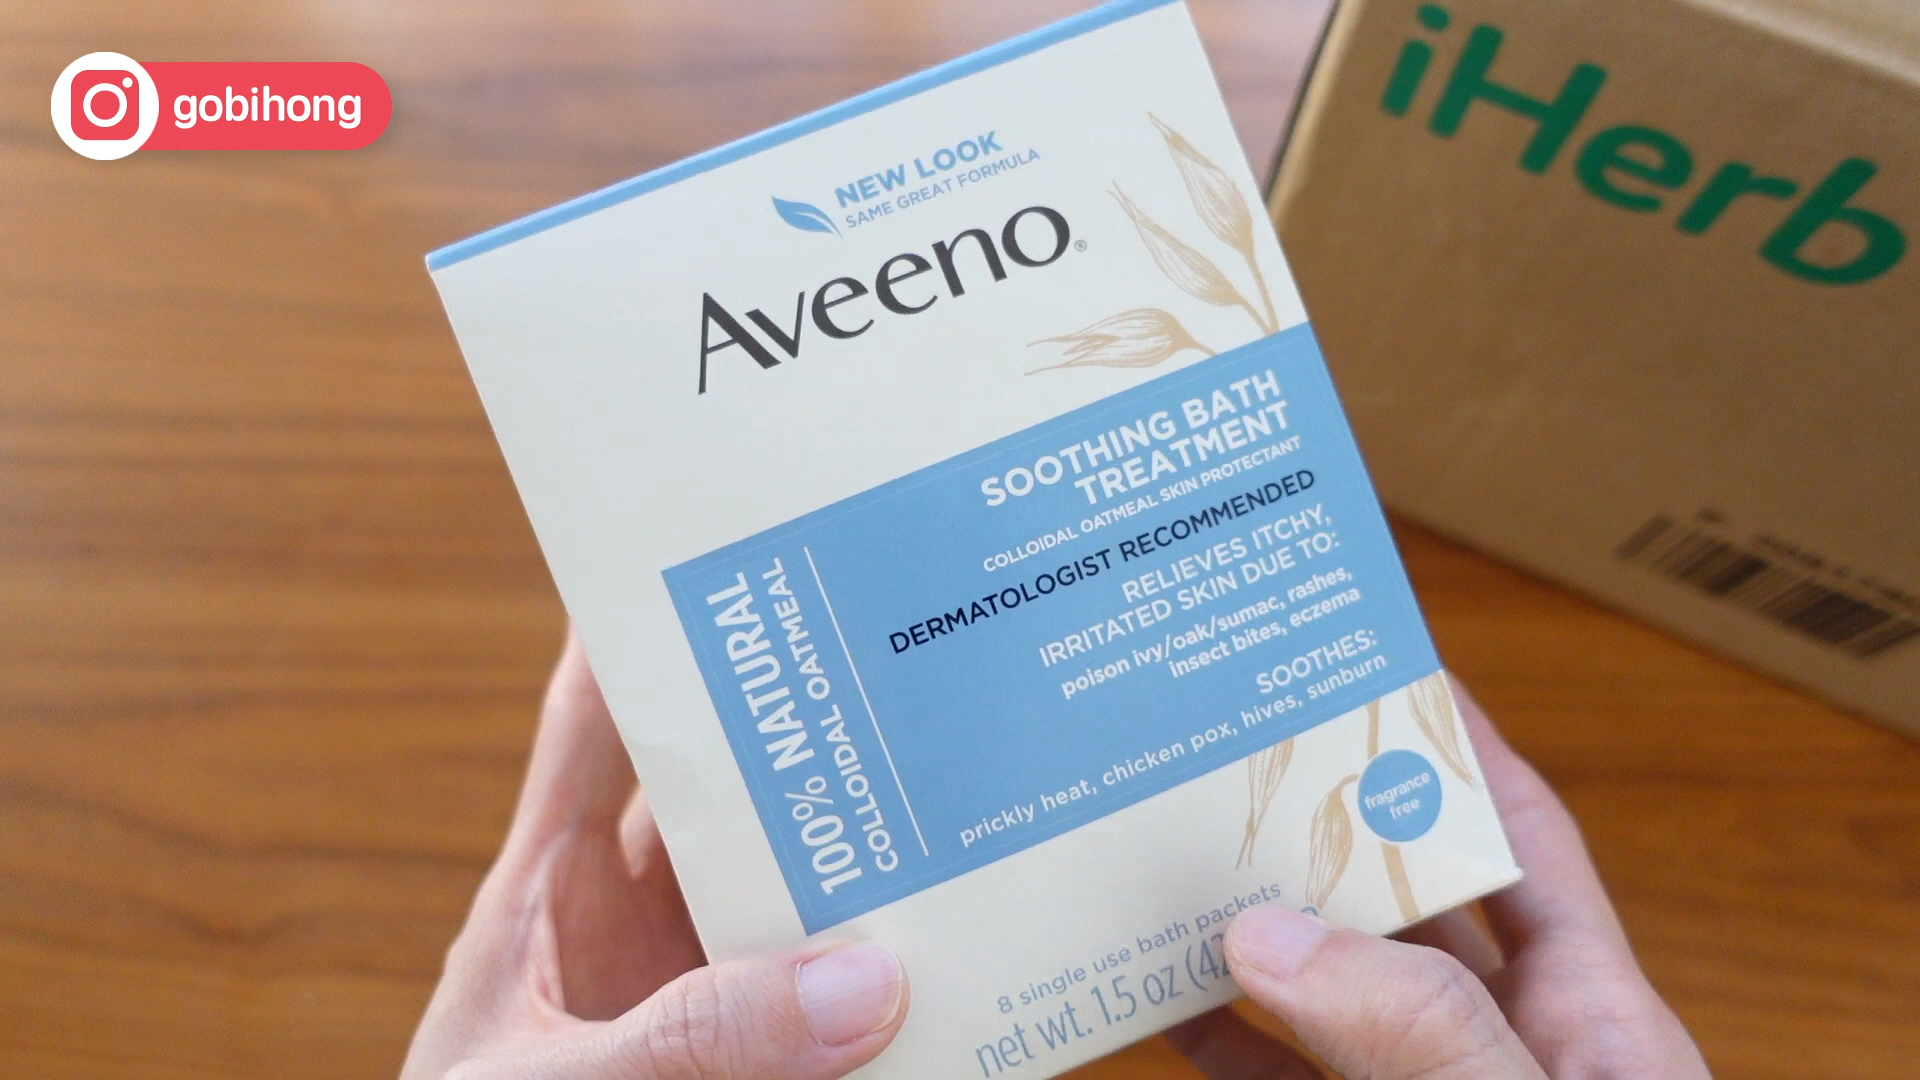 gobihong
iHerb
NEW LOOK
SAME GREAT FORMULA
Aveeno®
SOOTHING BATH
TREATMENT
COLLOIDAL OATMEAL SKIN PROTECTANT
DERMATOLOGIST RECOMMENDED
RELIEVES ITCHY,
IRRITATED SKIN DUE TO:
poison ivy/oak/sumac, rashes,
insect bites, eczema
SOOTHES:
prickly heat, chicken pox, hives, sunburn
100% NATURAL
COLLOIDAL OATMEAL
fragrance
free
8 single use bath packets
net wt. 1.5 oz